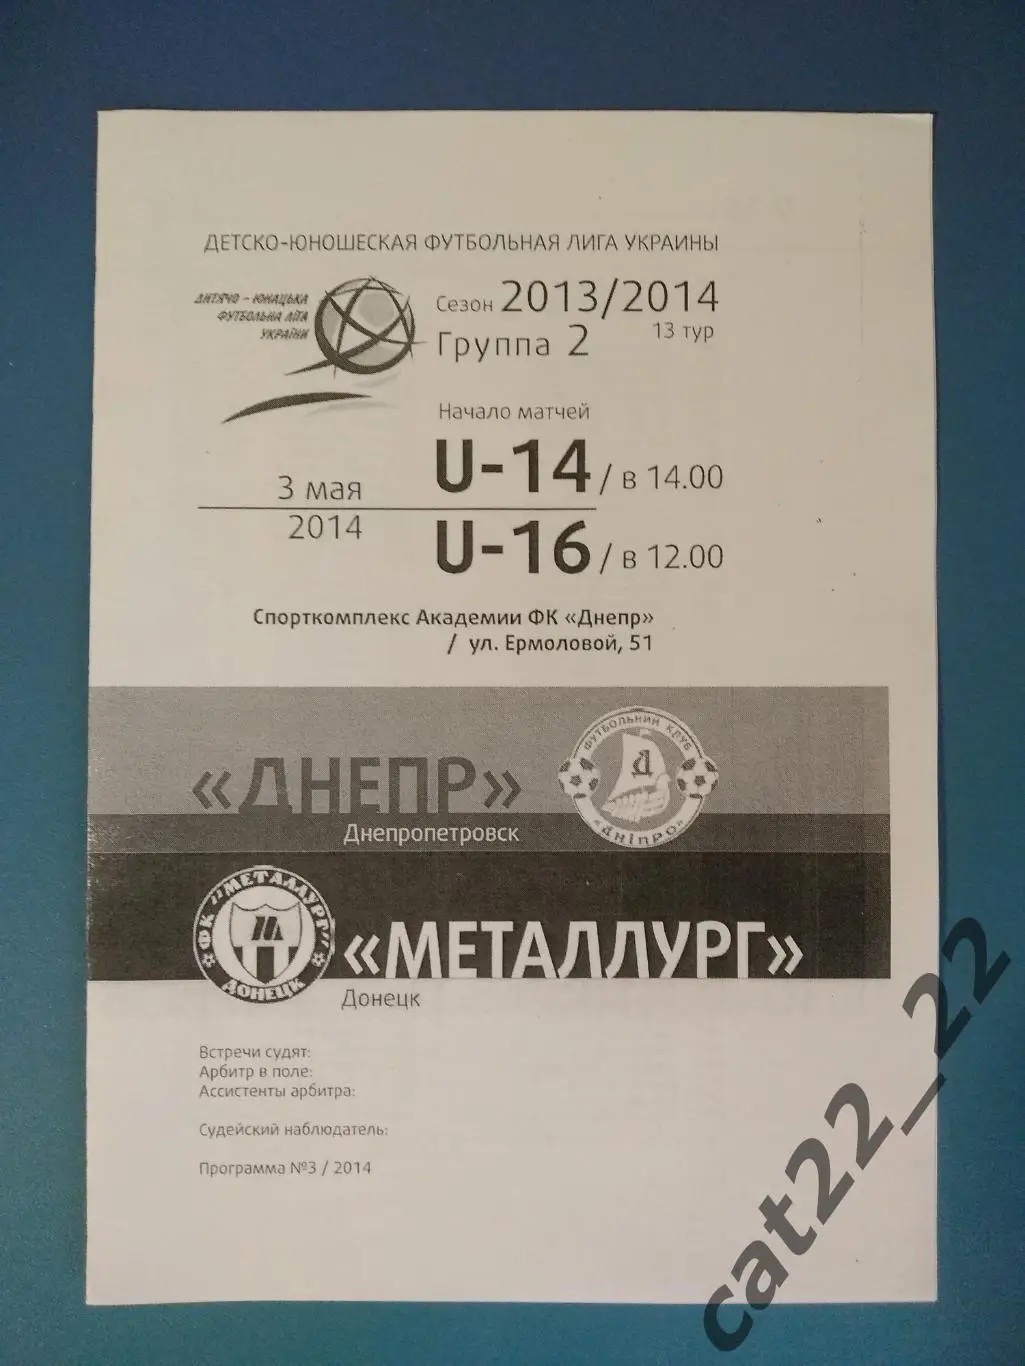 ДЕТСКО-ЮНОШЕСКАЯ ФУТБОЛЬНАЯ ЛИГА УКРАИНЫ
ДИТЯЧО - ЮНАЦЬКА
ФУТБОЛЬНА ЛІГА
УКРАЇНИ
Сезон 2013/2014
Группа 2 13 тур
Начало матчей
U-14 / в 14.00
3 мая
2014
U-16 / в 12.00
Спорткомплекс Академии ФК «Днепр»
/ ул. Ермоловой, 51
«ДНЕПР»
Днепропетровск
ФУТБОЛЬНИЙ КЛУБ
Д
«дніпро»
ФК "МЕТАЛЛУРГ"
М
ДОНЕЦК
«МЕТАЛЛУРГ»
Донецк
Встречи судят:
Арбитр в поле:
Ассистенты арбитра:
Судейский наблюдатель:
Программа №3 / 2014
cat22_22